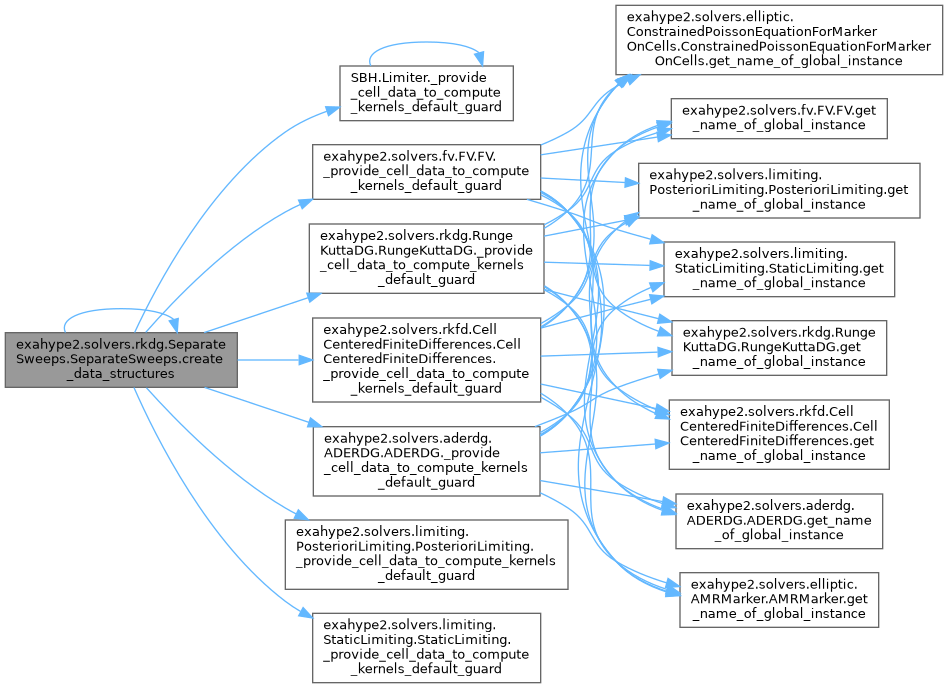 exahype2.solvers.rkdg.Separate
Sweeps.SeparateSweeps.create
_data_structures
SBH.Limiter._provide
_cell_data_to_compute
_kernels_default_guard
exahype2.solvers.fv.FV.FV.
_provide_cell_data_to_compute
_kernels_default_guard
exahype2.solvers.rkdg.Runge
KuttaDG.RungeKuttaDG._provide
_cell_data_to_compute_kernels
_default_guard
exahype2.solvers.rkfd.Cell
CenteredFiniteDifferences.Cell
CenteredFiniteDifferences.
_provide_cell_data_to_compute
_kernels_default_guard
exahype2.solvers.aderdg.
ADERDG.ADERDG._provide
_cell_data_to_compute_kernels
_default_guard
exahype2.solvers.limiting.
PosterioriLimiting.PosterioriLimiting.
_provide_cell_data_to_compute_kernels
_default_guard
exahype2.solvers.limiting.
StaticLimiting.StaticLimiting.
_provide_cell_data_to_compute
_kernels_default_guard
exahype2.solvers.elliptic.
ConstrainedPoissonEquationForMarker
OnCells.ConstrainedPoissonEquationForMarker
OnCells.get_name_of_global_instance
exahype2.solvers.fv.FV.FV.get
_name_of_global_instance
exahype2.solvers.limiting.
PosterioriLimiting.PosterioriLimiting.get
_name_of_global_instance
exahype2.solvers.limiting.
StaticLimiting.StaticLimiting.get
_name_of_global_instance
exahype2.solvers.rkdg.Runge
KuttaDG.RungeKuttaDG.get
_name_of_global_instance
exahype2.solvers.rkfd.Cell
CenteredFiniteDifferences.Cell
CenteredFiniteDifferences.get
_name_of_global_instance
exahype2.solvers.aderdg.
ADERDG.ADERDG.get_name
_of_global_instance
exahype2.solvers.elliptic.
AMRMarker.AMRMarker.get
_name_of_global_instance